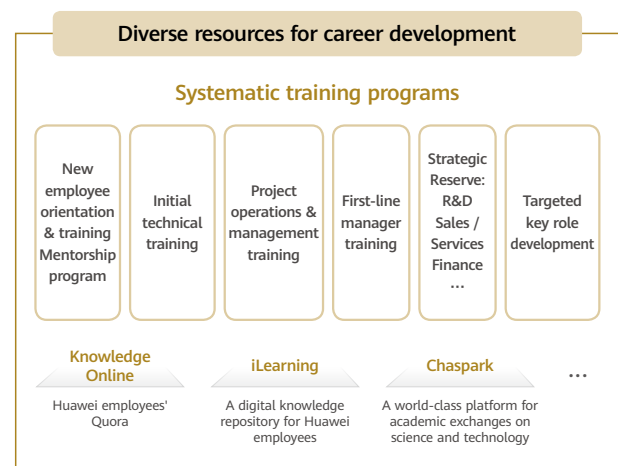 Diverse resources for career development
Systematic training programs
New
employee
orientation
& training
Mentorship
program
Initial
technical
training
Project
operations &
management
training
First-line
manager
training
Strategic
Reserve:
R&D
Sales /
Services
Finance
...
Targeted
key role
development
Knowledge
Online
Huawei employees'
Quora
iLearning
A digital knowledge
repository for Huawei
employees
Chaspark
A world-class platform for
academic exchanges on
science and technology
...